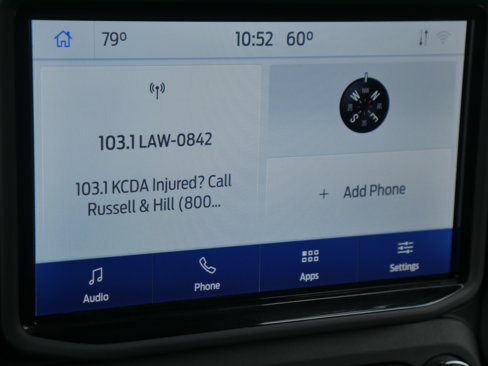 79°
10:52 60°
103.1 LAW-0842
103.1 KCDA Injured? Call
Russell & Hill (800...
N
E
S
W
+ Add Phone
Audio
Phone
Apps
Settings